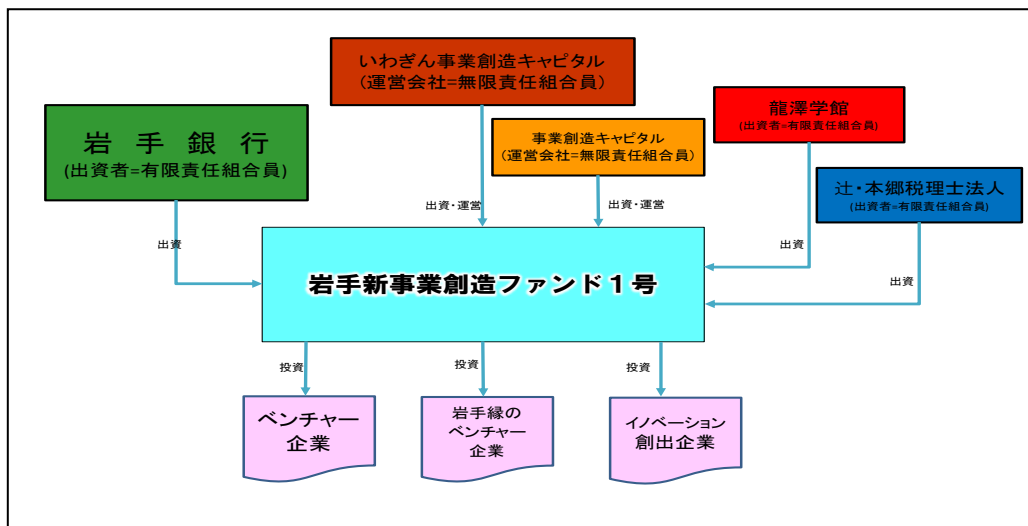 いわぎん事業創造キャピタル
(運営会社=無限責任組合員)
岩手銀行
(出資者=有限責任組合員)
事業創造キャピタル
(運営会社=無限責任組合員)
龍澤学館
(出資者=有限責任組合員)
辻・本郷税理士法人
(出資者=有限責任組合員)
出資・運営
出資・運営
出資
出資
出資
岩手新事業創造ファンド1号
投資
投資
投資
ベンチャー
企業
岩手縁の
ベンチャー
企業
イノベーション
創出企業